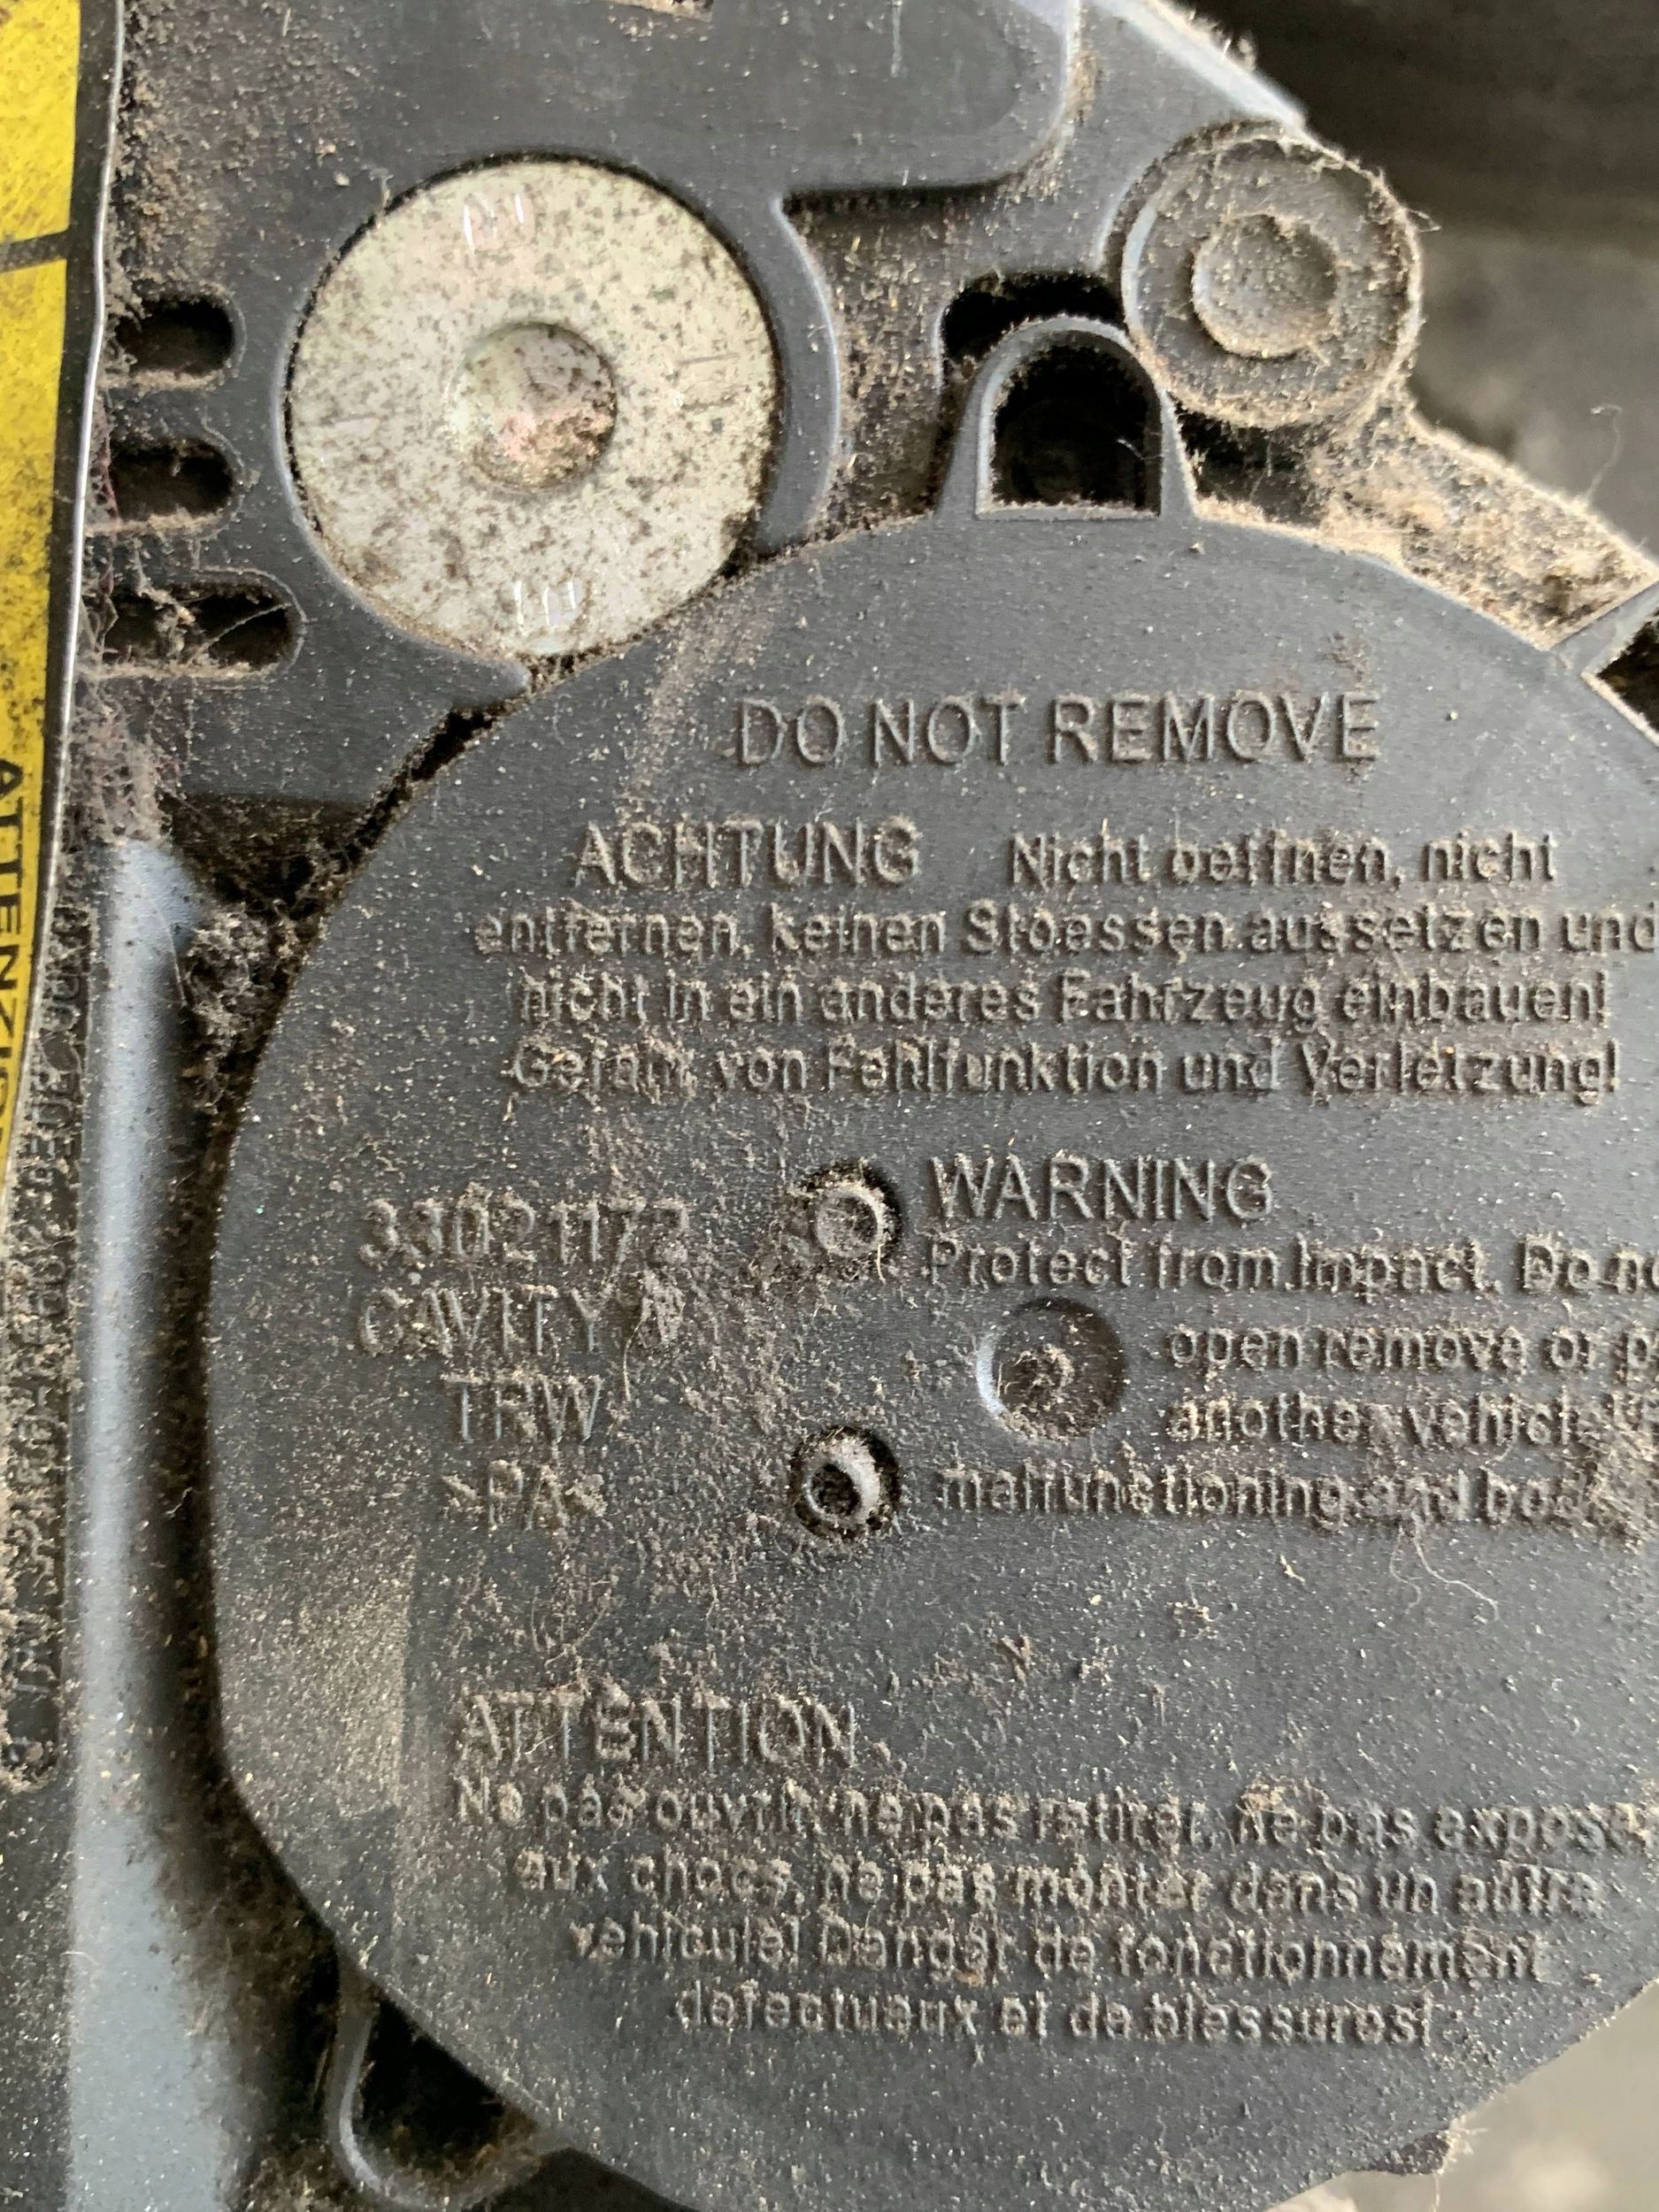 DO NOT REMOVE
ACHTUNG Nicht oeffnen, nicht
entfernen, keinen Stoessen aussetzen und
nicht in ein anderes Fahrzeug einbauen!
Gefahr von Fehlfunktion und Verletzung!
WARNING
Protect from impact. Do
open remove or
another vehicle!
malfunctioning and
33021173
CAVITY
TRW
>PA<
ATTENTION
Ne pas ouvrir, ne pas retirer, ne pas
aux chocs, ne pas monter dans un autre
vehicule! Danger de fonctionnement
defectueux et de blessures!